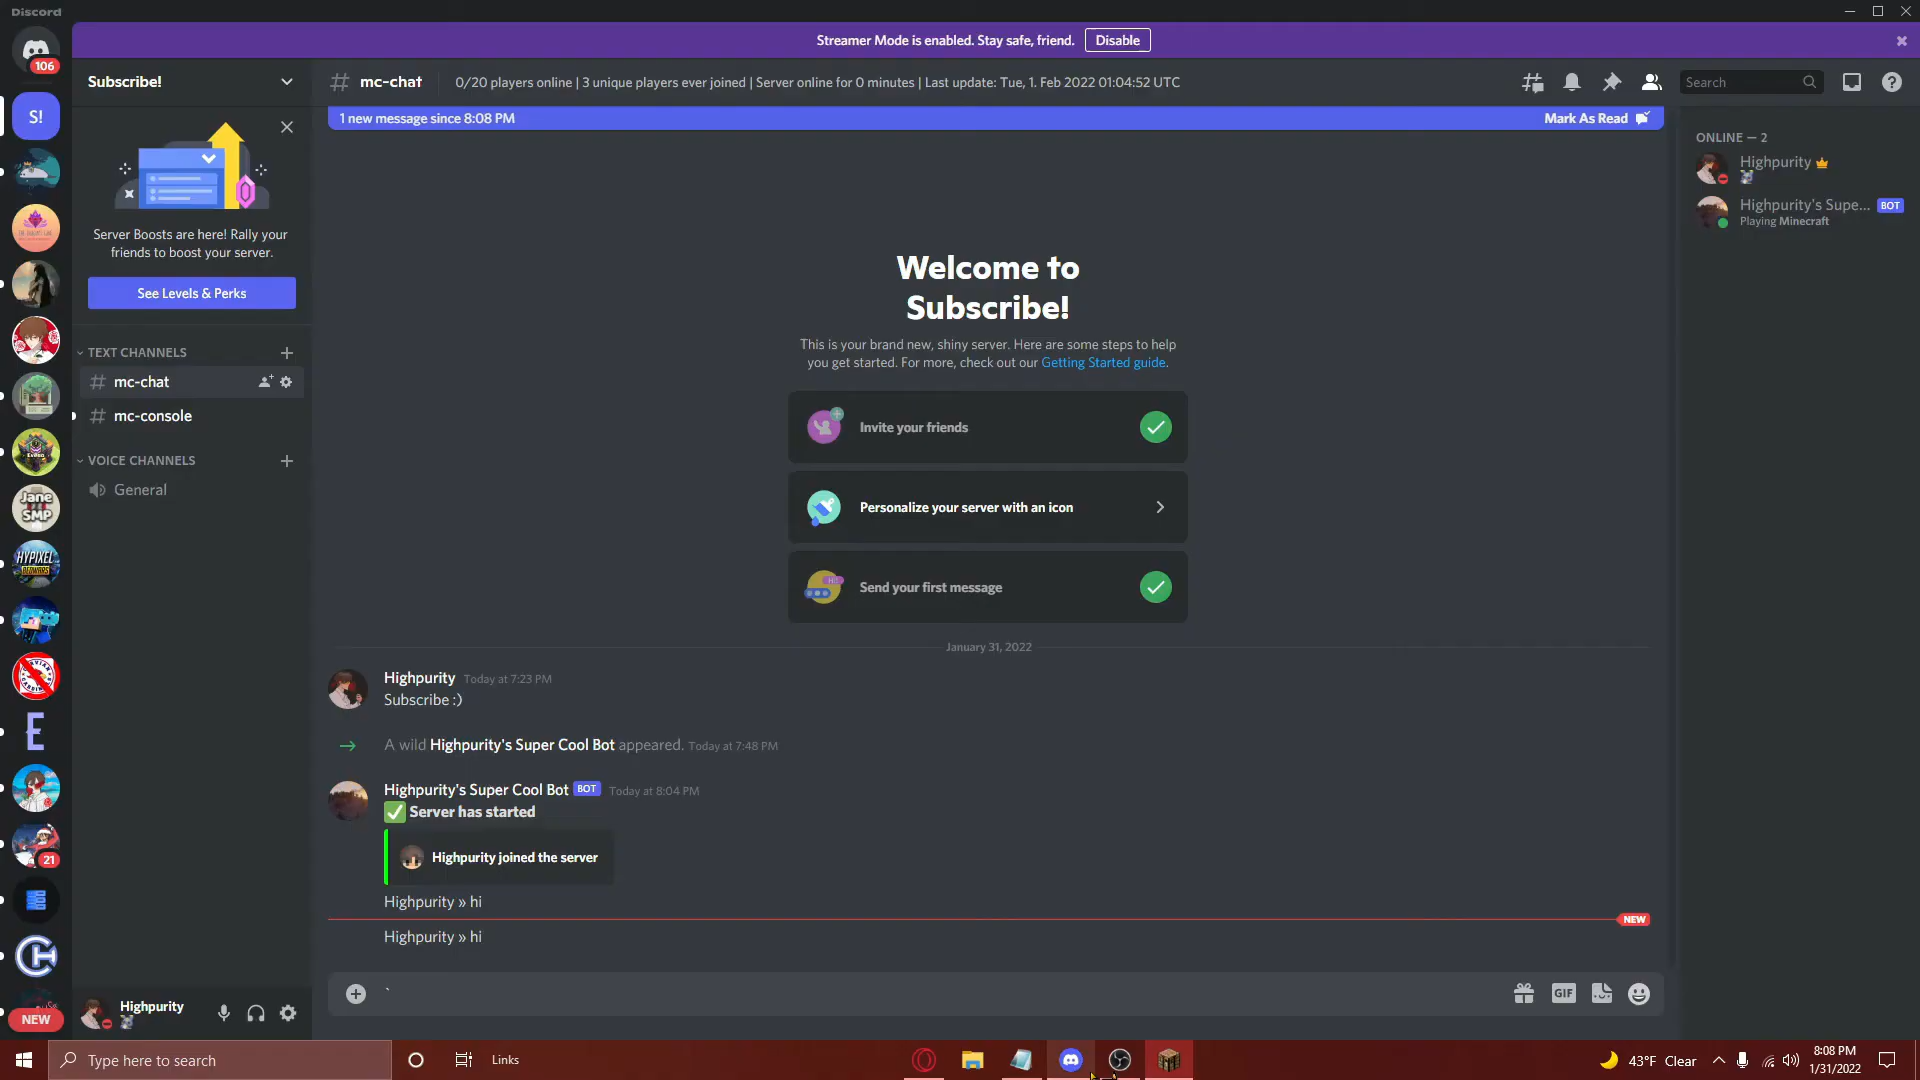 Discord
Streamer Mode is enabled. Stay safe, friend.
Disable
106
Subscribe!
mc-chat
0/20 players online | 3 unique players ever joined | Server online for 0 minutes | Last update: Tue, 1. Feb 2022 01:04:52 UTC
Search
S!
1 new message since 8:08 PM
Mark As Read
ONLINE — 2
Highpurity
Highpurity's Supe...
BOT
Playing Minecraft
Server Boosts are here! Rally your
friends to boost your server.
See Levels & Perks
Welcome to
Subscribe!
This is your brand new, shiny server. Here are some steps to help
you get started. For more, check out our Getting Started guide.
TEXT CHANNELS
mc-chat
mc-console
VOICE CHANNELS
General
Invite your friends
Personalize your server with an icon
Send your first message
Jane
SMP
HYPIXEL
E
21
January 31, 2022
Highpurity Today at 7:23 PM
Subscribe :)
A wild Highpurity's Super Cool Bot appeared. Today at 7:48 PM
Highpurity's Super Cool Bot BOT Today at 8:04 PM
Server has started
Highpurity joined the server
Highpurity » hi
NEW
Highpurity » hi
`
GIF
Highpurity
NEW
Type here to search
Links
43°F Clear
8:08 PM
1/31/2022